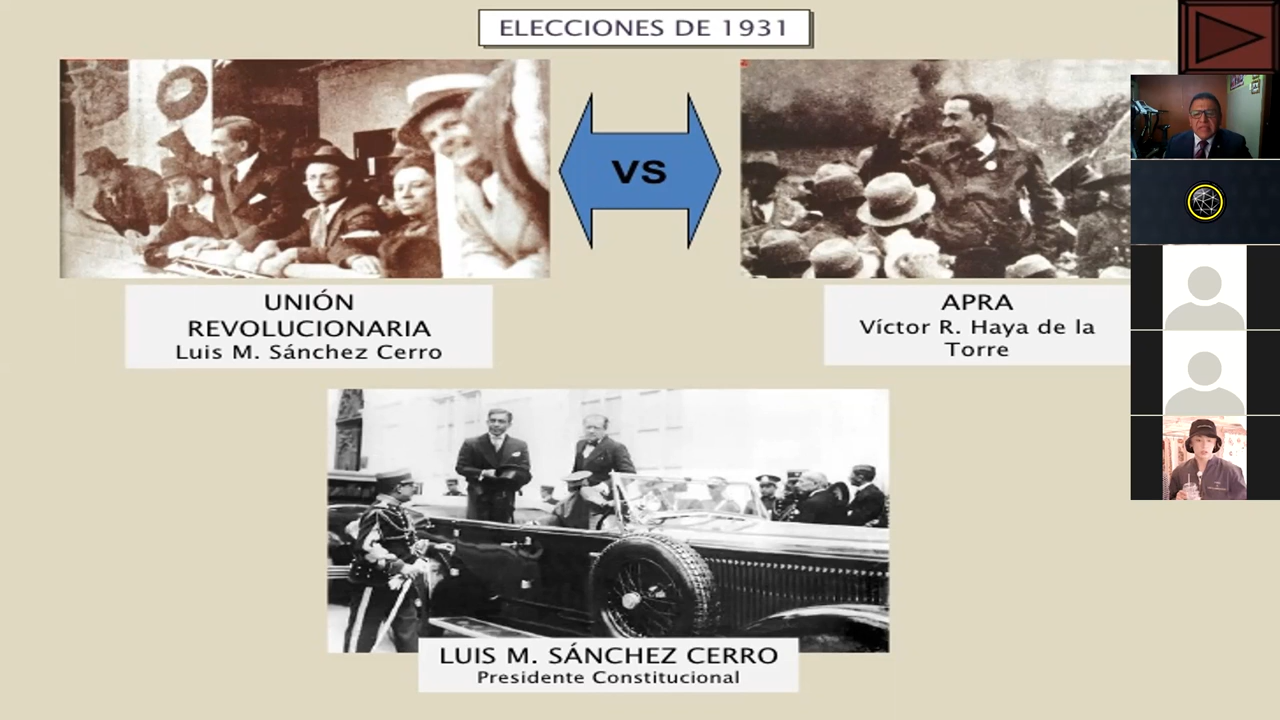 ELECCIONES DE 1931
VS
UNIÓN
REVOLUCIONARIA
Luis M. Sánchez Cerro
APRA
Víctor R. Haya de la
Torre
LUIS M. SÁNCHEZ CERRO
Presidente Constitucional